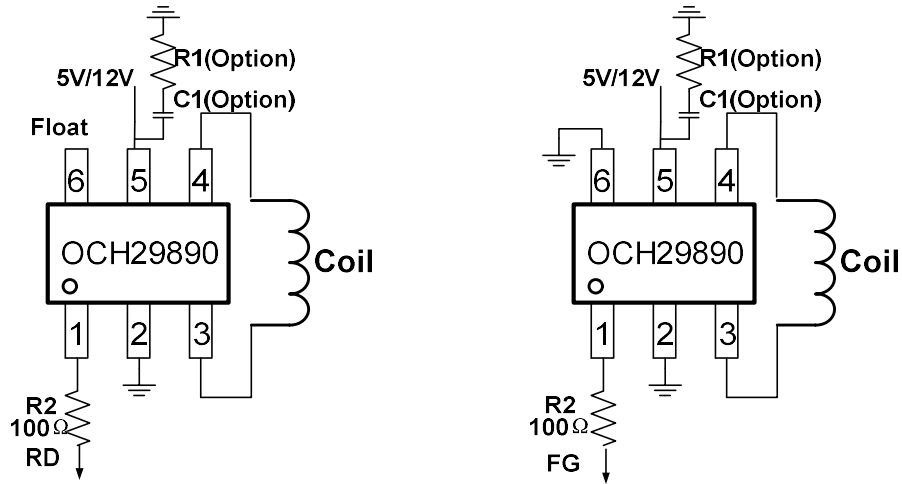 R1(Option)
5V/12V
C1(Option)
Float
6 5 4
OCH29890
Coil
1 2 3
R2
100Ω
RD
R1(Option)
5V/12V
C1(Option)
6 5 4
OCH29890
Coil
1 2 3
R2
100Ω
FG